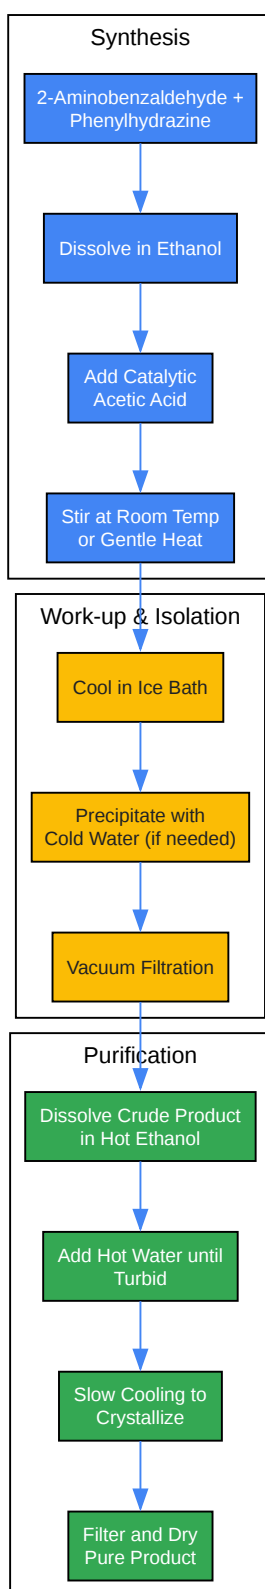 Synthesis
2-Aminobenzaldehyde +
Phenylhydrazine
Dissolve in Ethanol
Add Catalytic
Acetic Acid
Stir at Room Temp
or Gentle Heat
Work-up & Isolation
Cool in Ice Bath
Precipitate with
Cold Water (if needed)
Vacuum Filtration
Purification
Dissolve Crude Product
in Hot Ethanol
Add Hot Water until
Turbid
Slow Cooling to
Crystallize
Filter and Dry
Pure Product